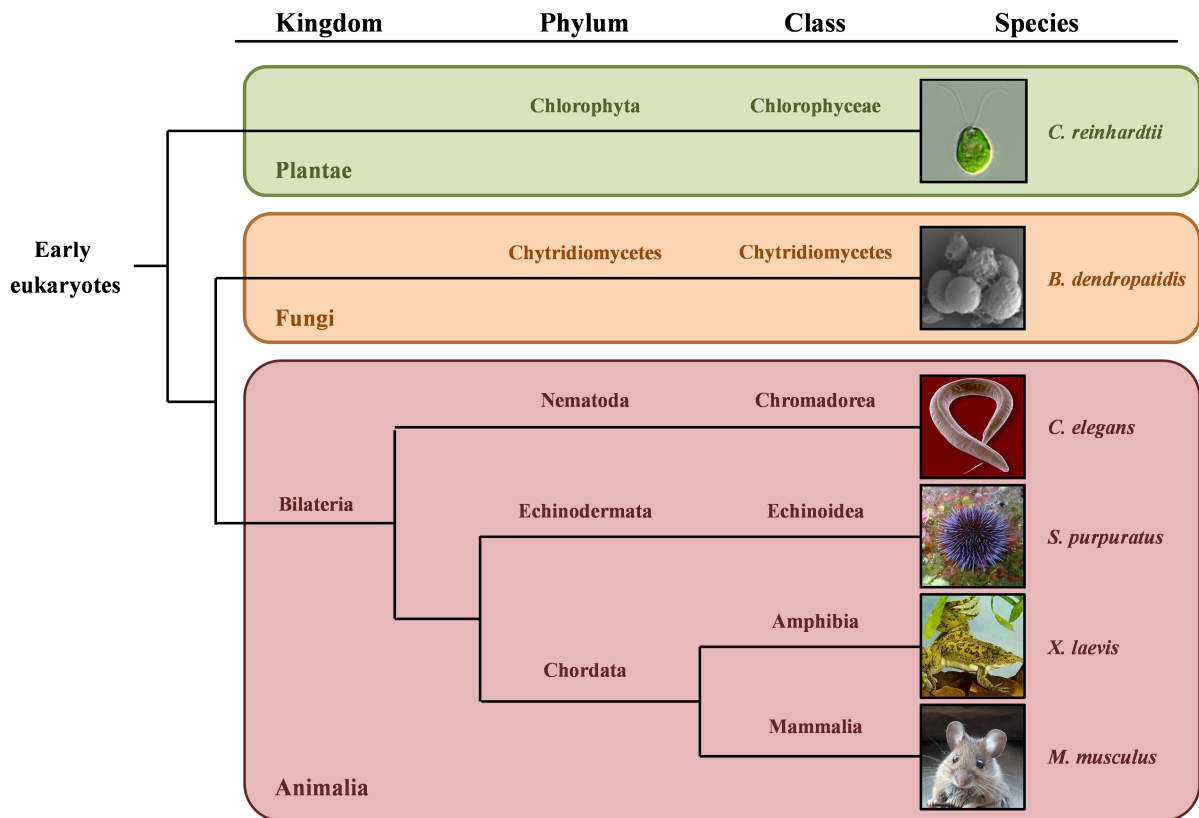 Kingdom Phylum Class Species
Chlorophyta Chlorophyceae
C. reinhardtii
Plantae
Early
eukaryotes
Chytridiomycetes Chytridiomycetes
B. dendropatidis
Fungi
Nematoda Chromadorea
C. elegans
Bilateria
Echinodermata Echinoidea
S. purpuratus
Amphibia
X. laevis
Chordata
Mammalia
M. musculus
Animalia